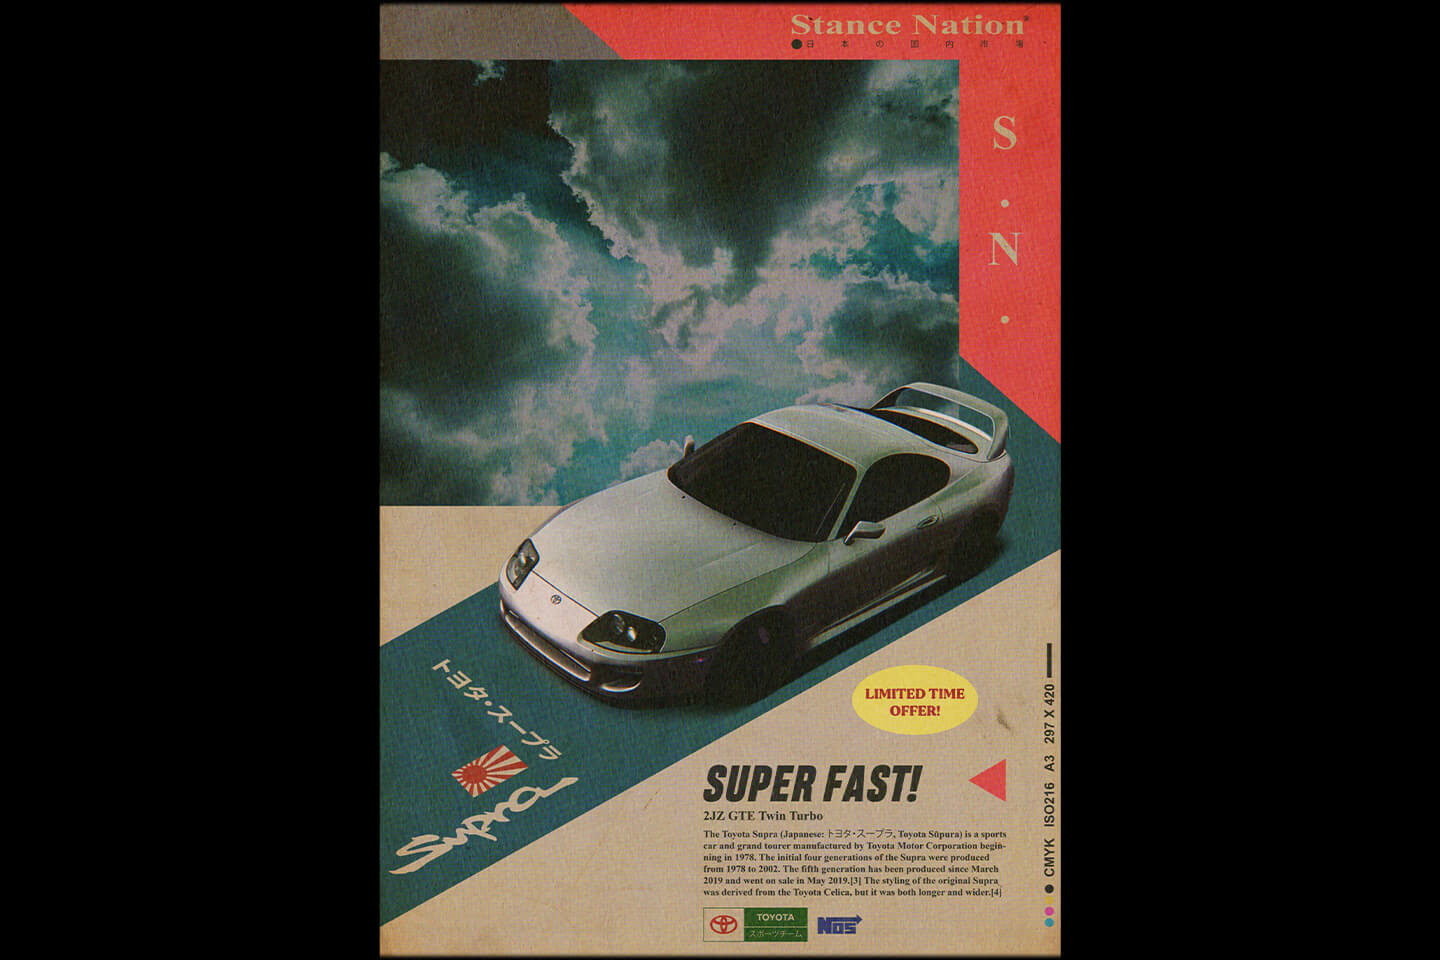 Stance Nation®
日本の国内市場
S
.
N
.
トヨタ・スープラ
Supra
LIMITED TIME
OFFER!
SUPER FAST!
2JZ GTE Twin Turbo
The Toyota Supra (Japanese: トヨタ・スープラ, Toyota Sūpura) is a sports
car and grand tourer manufactured by Toyota Motor Corporation begin-
ning in 1978. The initial four generations of the Supra were produced
from 1978 to 2002. The fifth generation has been produced since March
2019 and went on sale in May 2019.[3] The styling of the original Supra
was derived from the Toyota Celica, but it was both longer and wider.[4]
TOYOTA
スポーツチーム
NOS
CMYK ISO216 A3 297 X 420